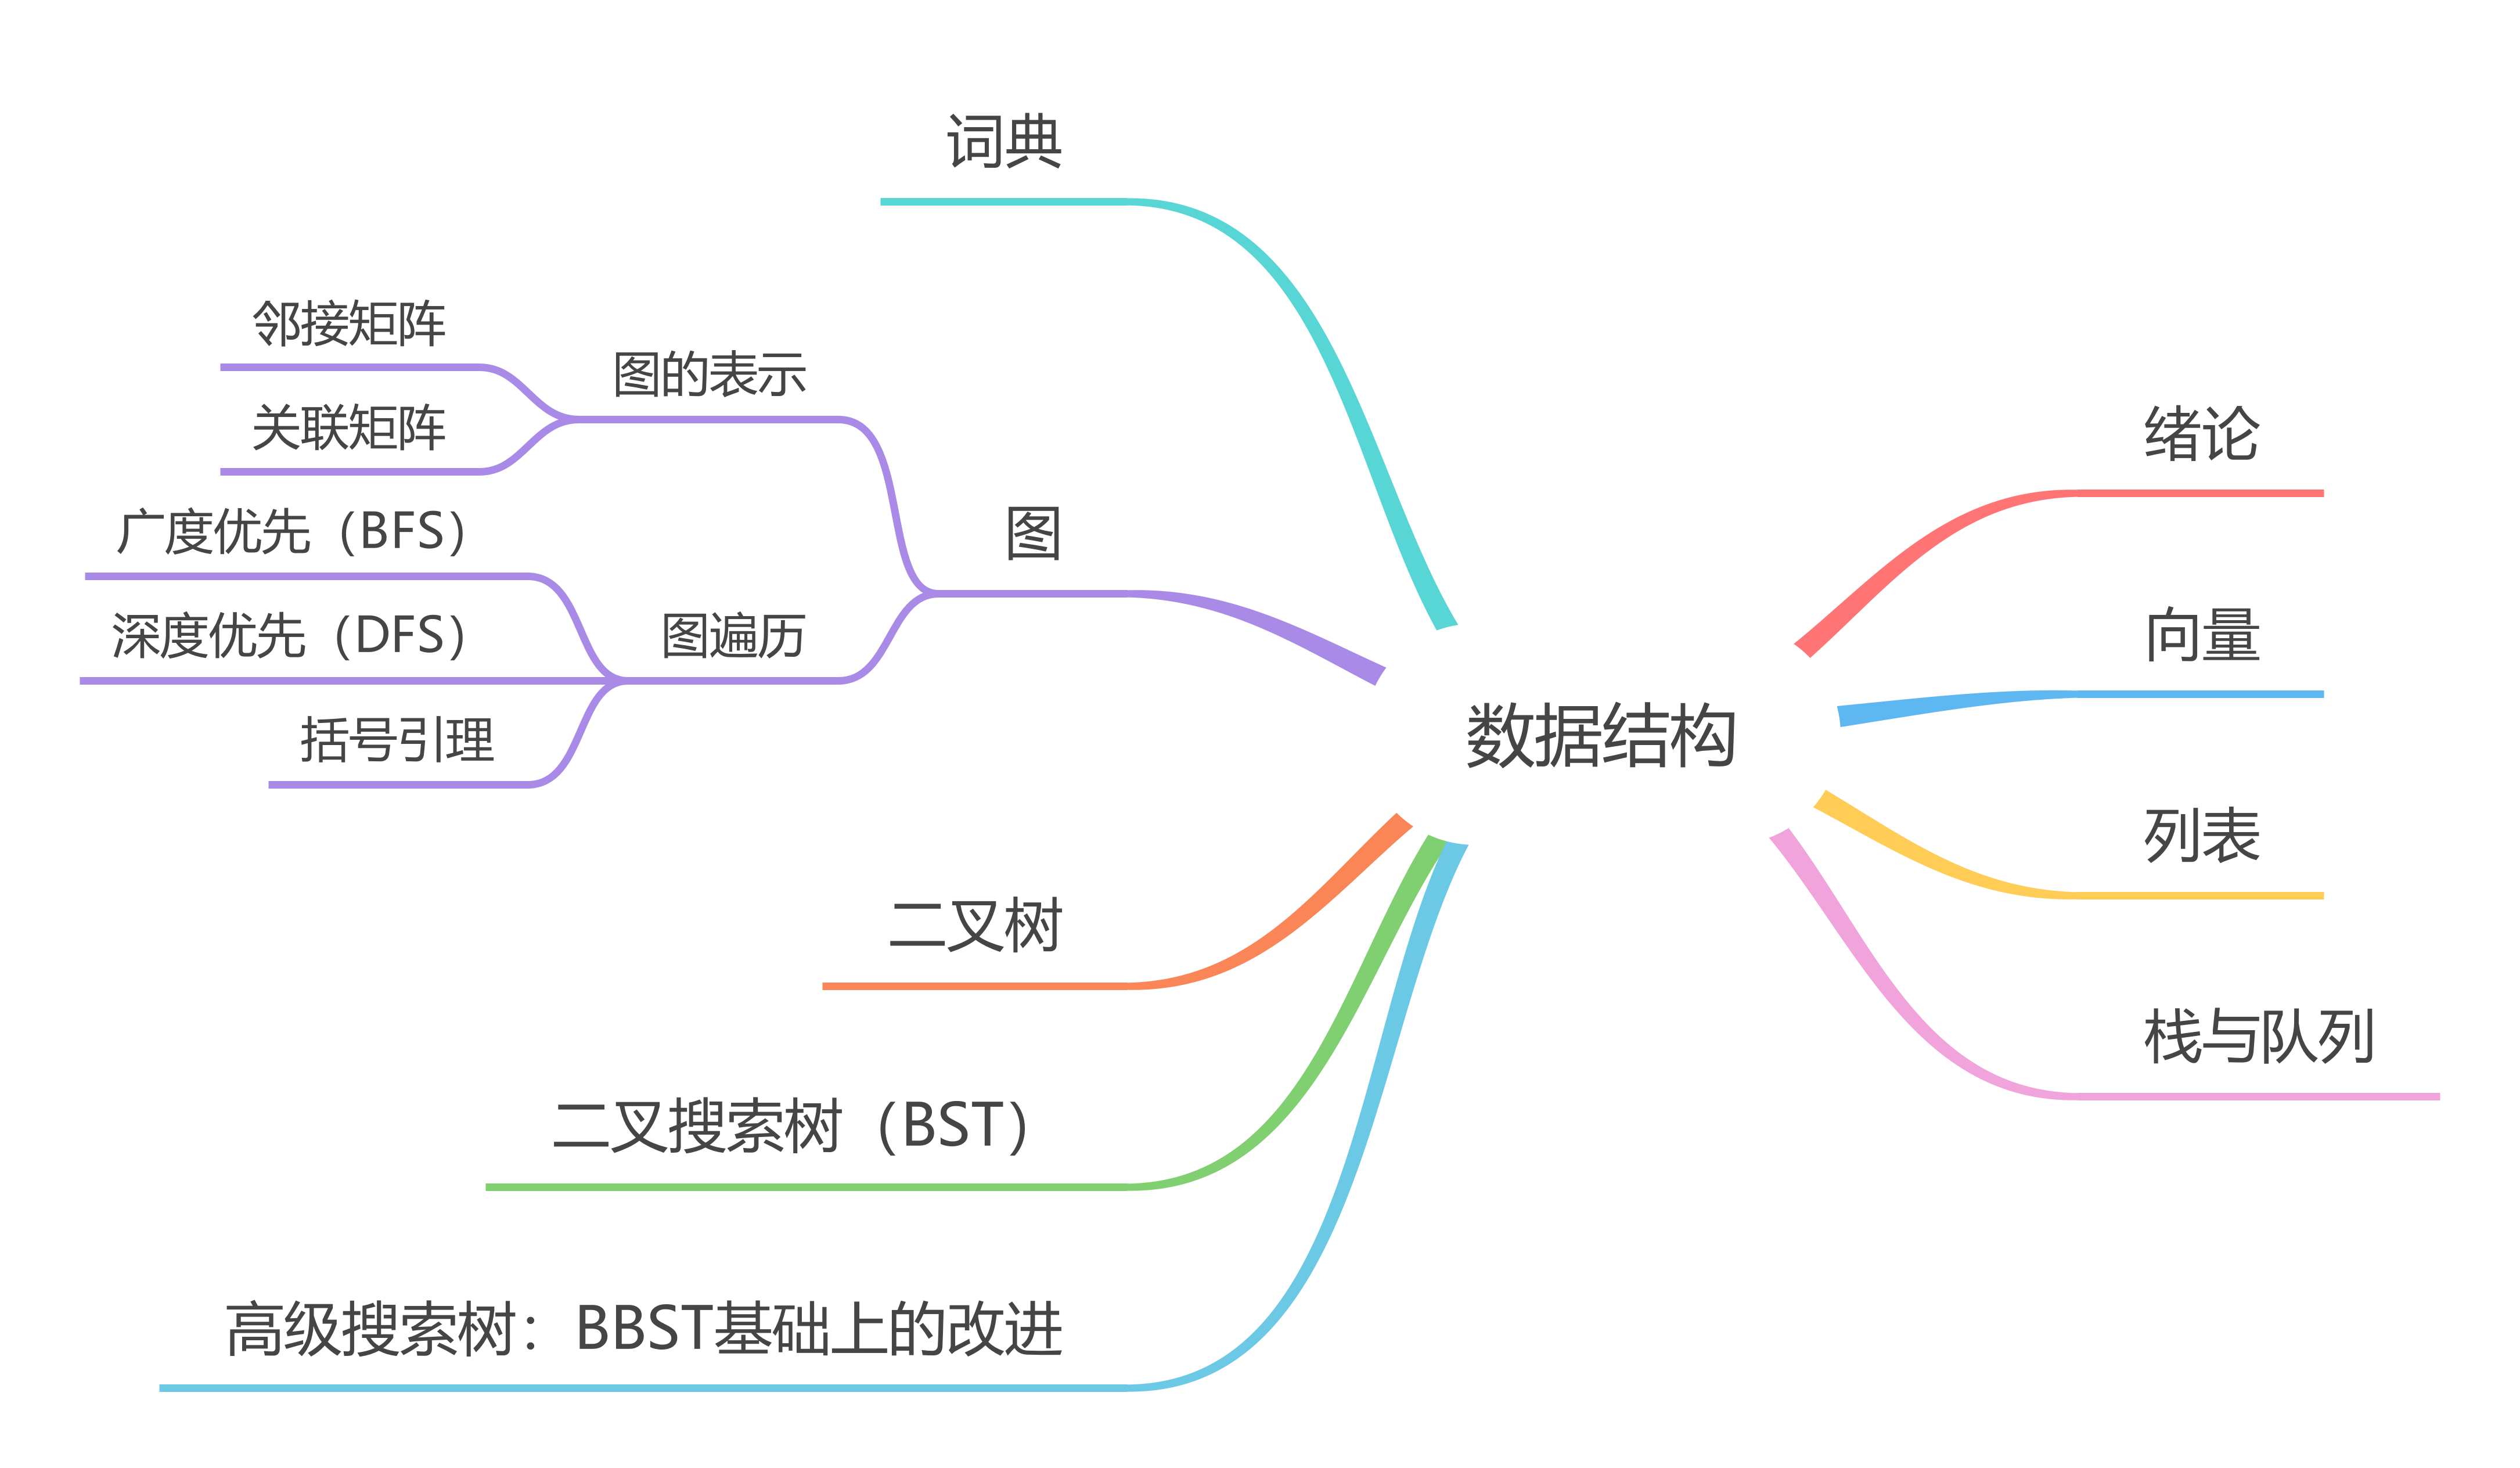 词典
邻接矩阵
图的表示
关联矩阵
广度优先（BFS）
图
深度优先（DFS）
图遍历
括号引理
数据结构
绪论
向量
列表
栈与队列
二叉树
二叉搜索树（BST）
高级搜索树：BBST基础上的改进